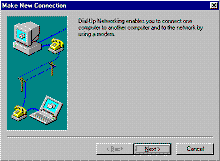 Make New Connection
Dial-Up Networking enables you to connect one
computer to another computer and to the network by
using a modem.
< Back
Next >
Cancel